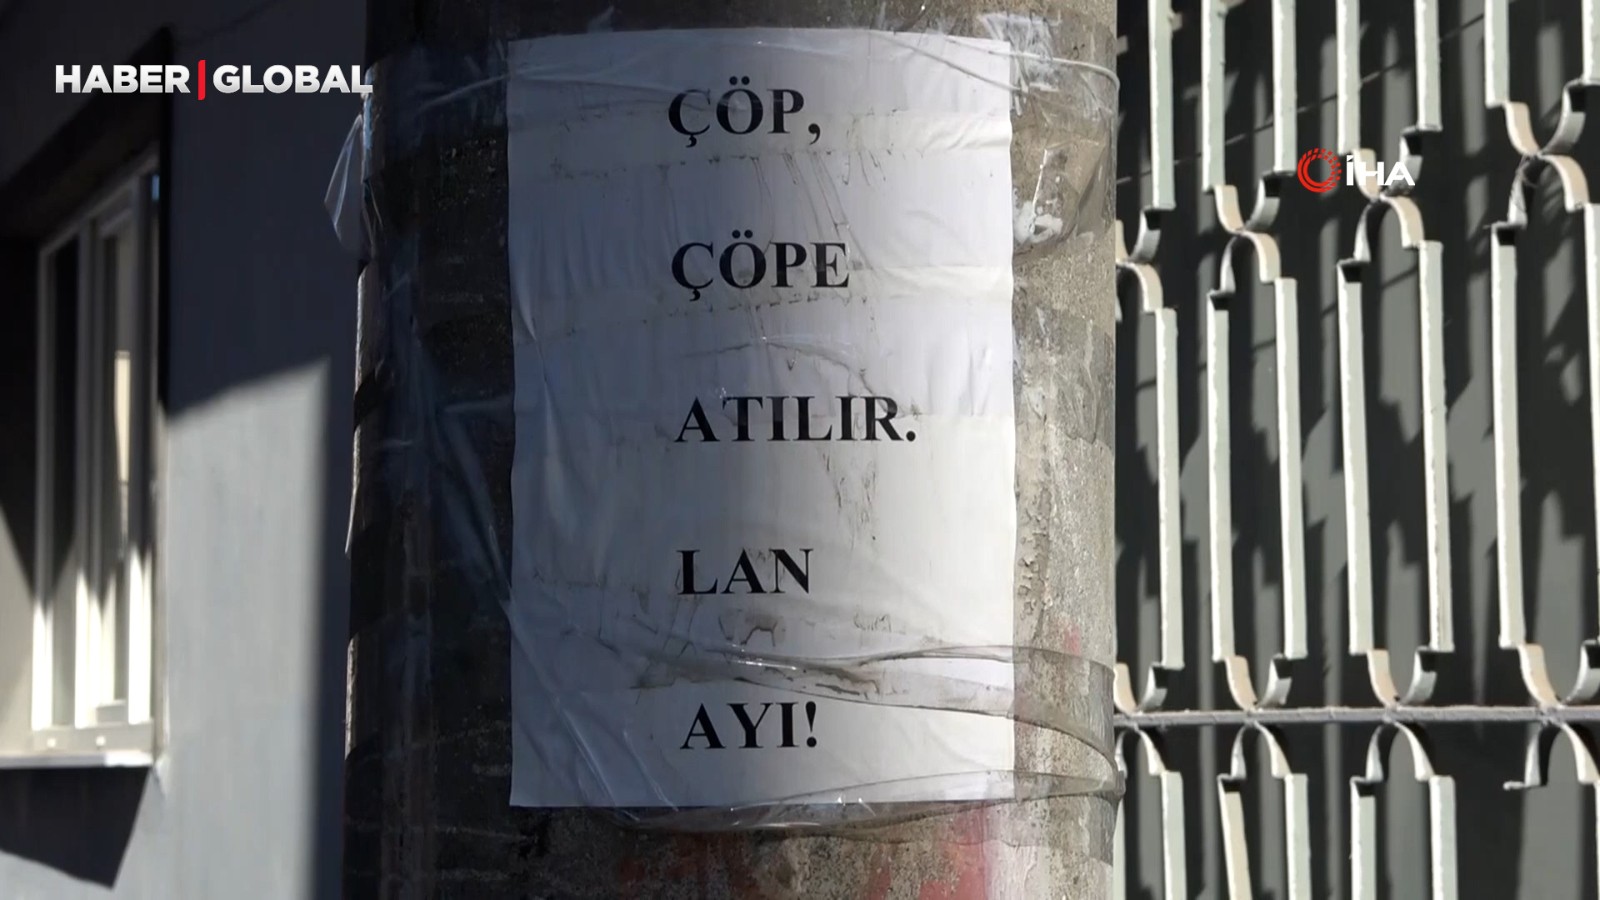 HABER GLOBAL
İHA
ÇÖP,
ÇÖPE
ATILIR.
LAN
AYI!